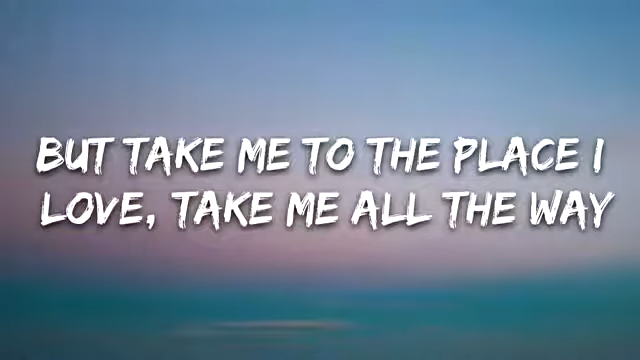 BUT TAKE ME TO THE PLACE I
LOVE, TAKE ME ALL THE WAY